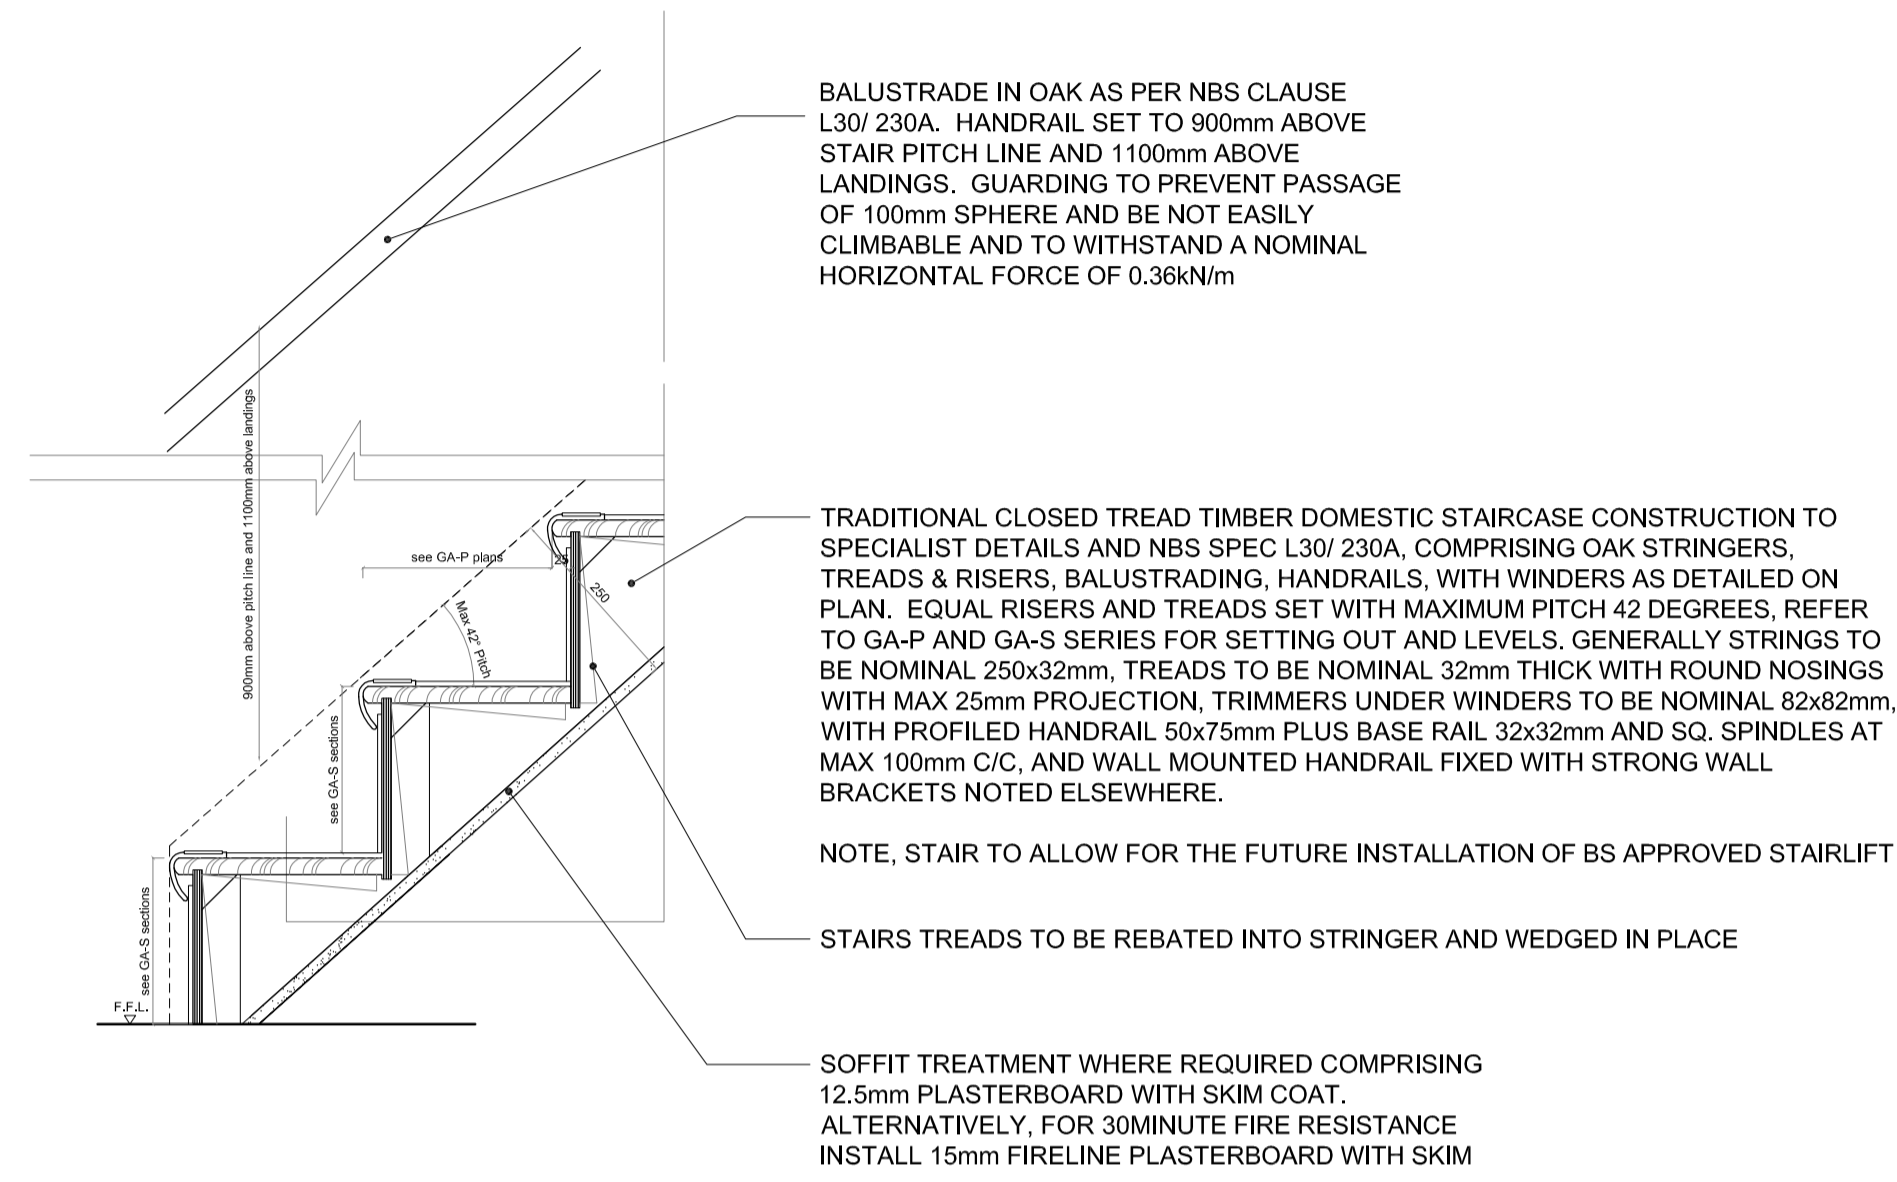 BALUSTRADE IN OAK AS PER NBS CLAUSE
L30/ 230A. HANDRAIL SET TO 900mm ABOVE
STAIR PITCH LINE AND 1100mm ABOVE
LANDINGS. GUARDING TO PREVENT PASSAGE
OF 100mm SPHERE AND BE NOT EASILY
CLIMBABLE AND TO WITHSTAND A NOMINAL
HORIZONTAL FORCE OF 0.36kN/m
900mm above pitch line and 1100mm above landings
see GA-P plans
25
250
Max 42° Pitch
see GA-S sections
see GA-S sections
F.F.L.
TRADITIONAL CLOSED TREAD TIMBER DOMESTIC STAIRCASE CONSTRUCTION TO
SPECIALIST DETAILS AND NBS SPEC L30/ 230A, COMPRISING OAK STRINGERS,
TREADS & RISERS, BALUSTRADING, HANDRAILS, WITH WINDERS AS DETAILED ON
PLAN. EQUAL RISERS AND TREADS SET WITH MAXIMUM PITCH 42 DEGREES, REFER
TO GA-P AND GA-S SERIES FOR SETTING OUT AND LEVELS. GENERALLY STRINGS TO
BE NOMINAL 250x32mm, TREADS TO BE NOMINAL 32mm THICK WITH ROUND NOSINGS
WITH MAX 25mm PROJECTION, TRIMMERS UNDER WINDERS TO BE NOMINAL 82x82mm,
WITH PROFILED HANDRAIL 50x75mm PLUS BASE RAIL 32x32mm AND SQ. SPINDLES AT
MAX 100mm C/C, AND WALL MOUNTED HANDRAIL FIXED WITH STRONG WALL
BRACKETS NOTED ELSEWHERE.
NOTE, STAIR TO ALLOW FOR THE FUTURE INSTALLATION OF BS APPROVED STAIRLIFT
STAIRS TREADS TO BE REBATED INTO STRINGER AND WEDGED IN PLACE
SOFFIT TREATMENT WHERE REQUIRED COMPRISING
12.5mm PLASTERBOARD WITH SKIM COAT.
ALTERNATIVELY, FOR 30MINUTE FIRE RESISTANCE
INSTALL 15mm FIRELINE PLASTERBOARD WITH SKIM